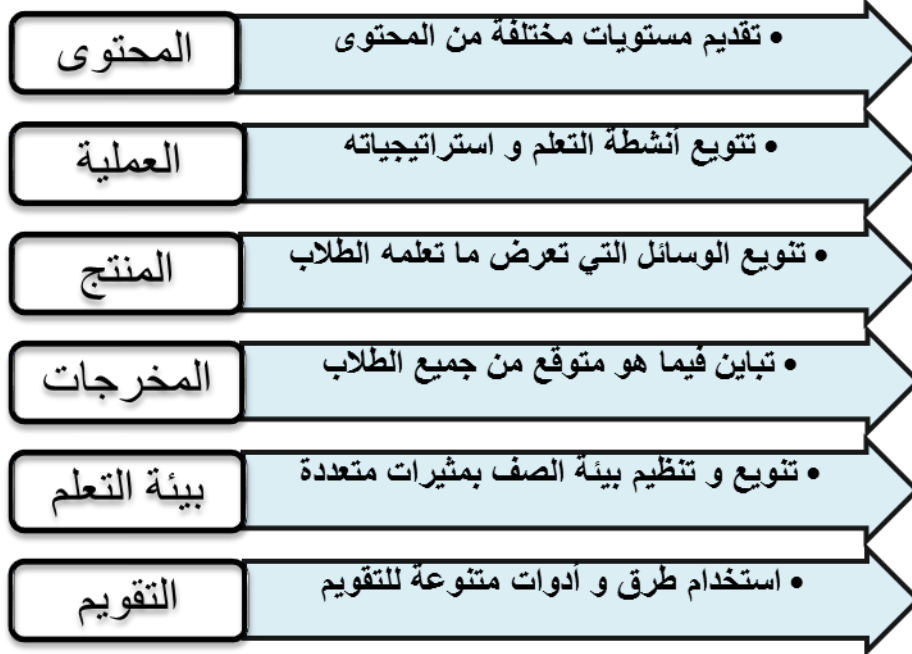 المحتوى
• تقديم مستويات مختلفة من المحتوى
العملية
• تتويع أنشطة التعلم و استراتيجياته
المنتج
• تنويع الوسائل التي تعرض ما تعلمه الطلاب
المخرجات
• تباين فيما هو متوقع من جميع الطلاب
بيئة التعلم
• تنويع و تنظيم بيئة الصف بمثيرات متعددة
التقويم
• استخدام طرق و أدوات متنوعة للتقويم